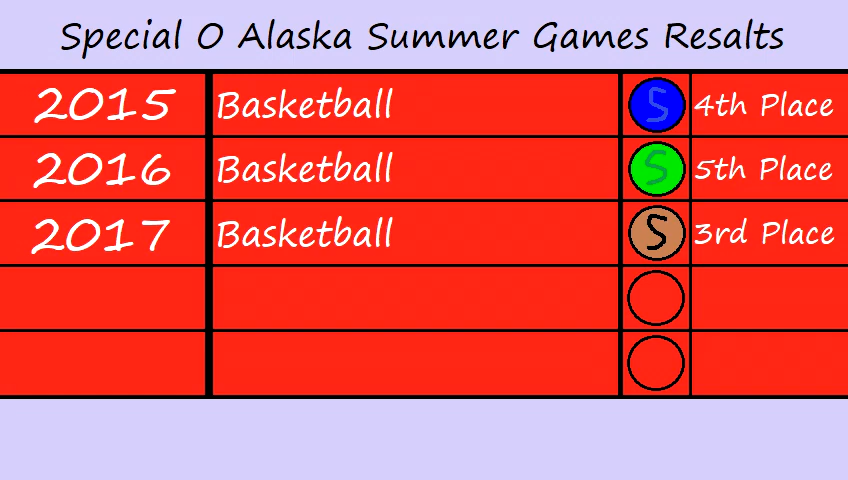 Special O Alaska Summer Games Resalts
2015 Basketball S 4th Place
2016 Basketball S 5th Place
2017 Basketball S 3rd Place